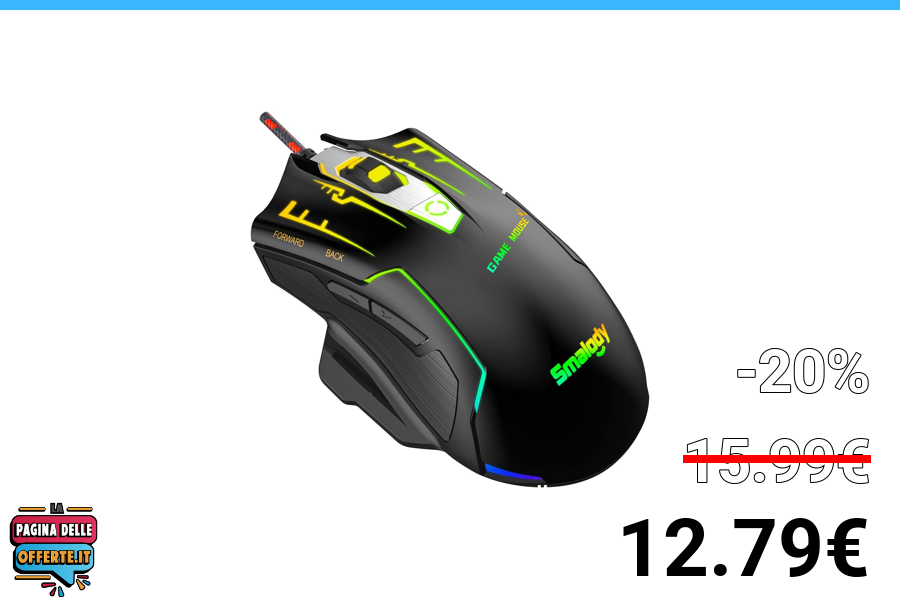 FORWARD
BACK
GAME MOUSE
Smalody
-20%
15.99€
12.79€
LA
PAGINA DELLE
OFFERTE.IT